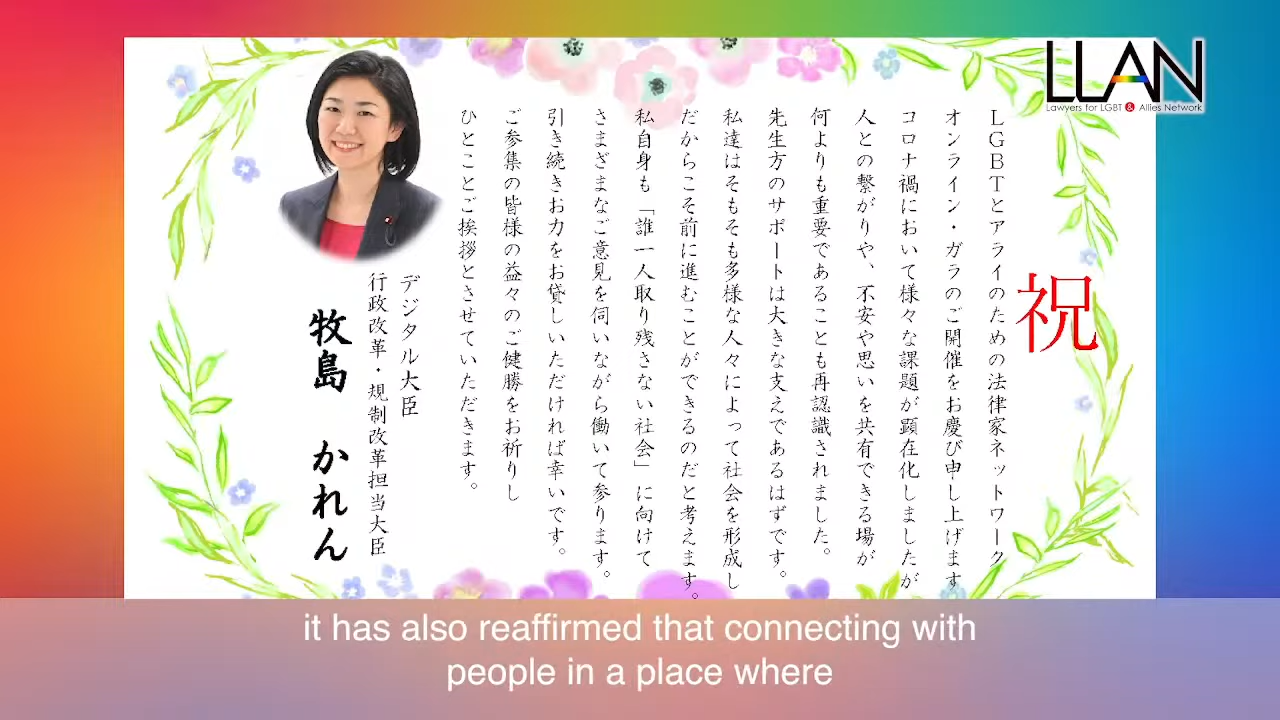 LLAN
Lawyers for LGBT & Allies Network
祝
LGBTとアライのための法律家ネットワーク
オンライン・ガラのご開催をお慶び申し上げます
コロナ禍において様々な課題が顕在化しましたが
人との繋がりや、不安や思いを共有できる場が
何よりも重要であることも再認識されました。
先生方のサポートは大きな支えであるはずです。
私達はそもそも多様な人々によって社会を形成し
だからこそ前に進むことができるのだと考えます。
私自身も「誰一人取り残さない社会」に向けて
さまざまなご意見を伺いながら働いて参ります。
引き続きお力をお貸しいただければ幸いです。
ご参集の皆様の益々のご健勝をお祈りし
ひとことご挨拶とさせていただきます。
デジタル大臣
行政改革・規制改革担当大臣
牧島 かれん
it has also reaffirmed that connecting with
people in a place where